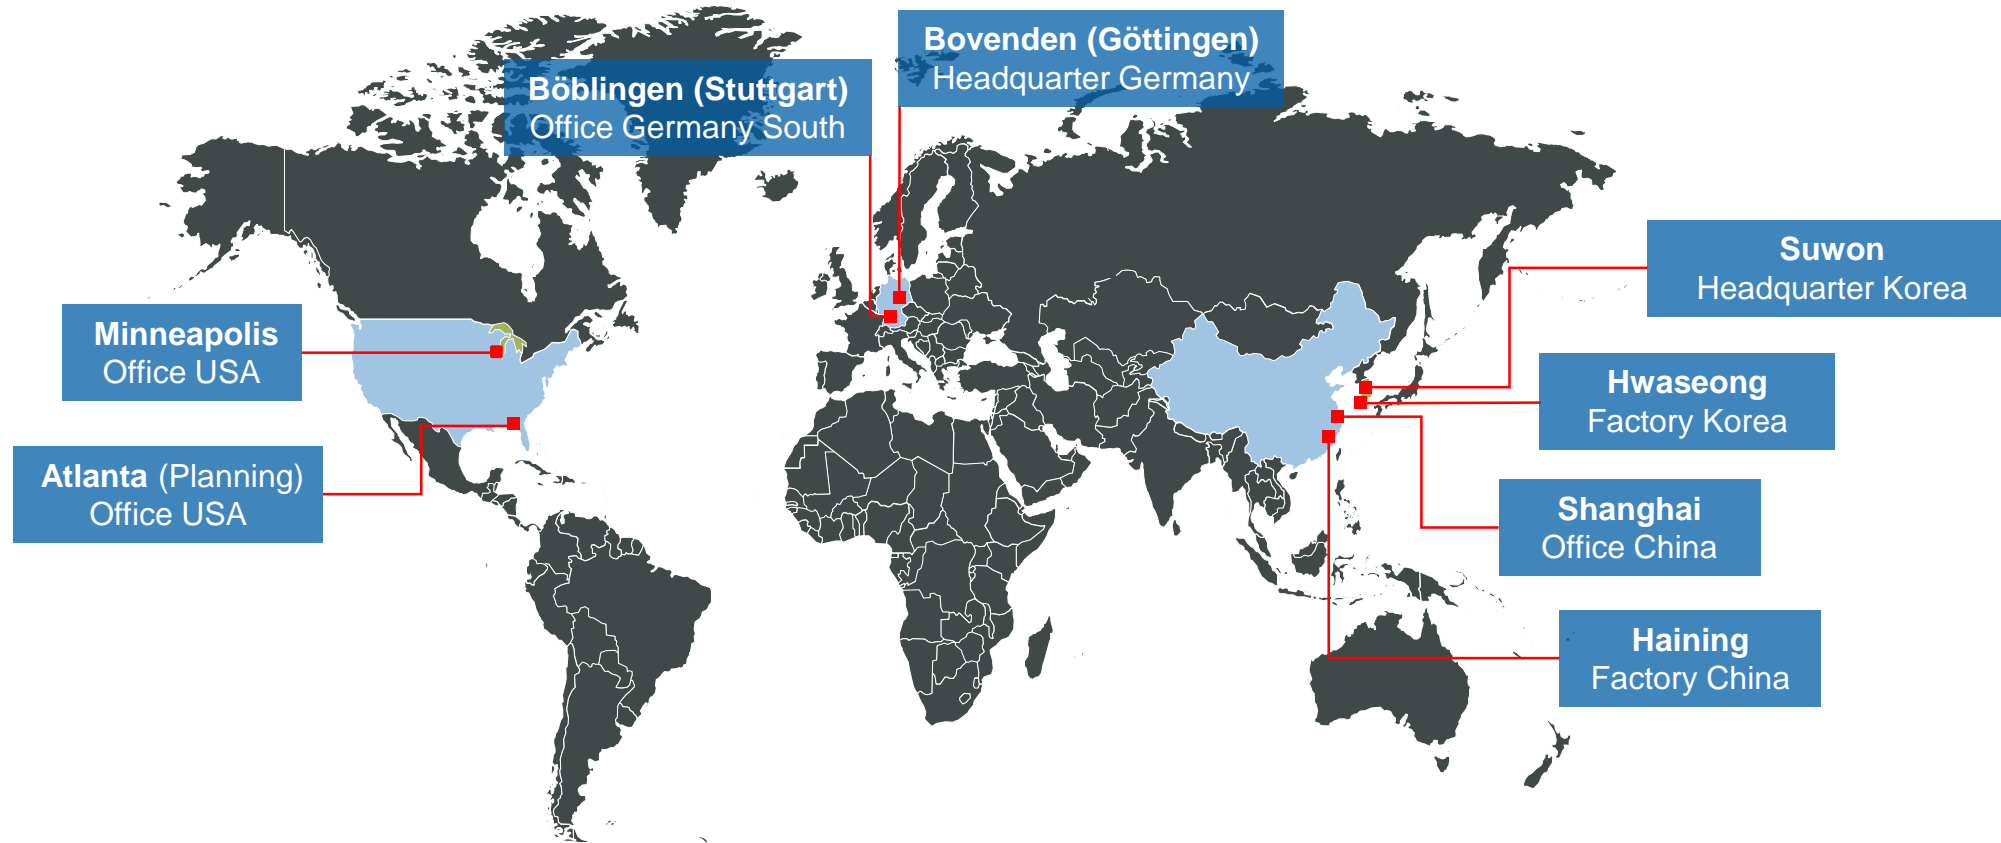 Bovenden (Göttingen)
Headquarter Germany
Böblingen (Stuttgart)
Office Germany South
Suwon
Headquarter Korea
Minneapolis
Office USA
Hwaseong
Factory Korea
Atlanta (Planning)
Office USA
Shanghai
Office China
Haining
Factory China